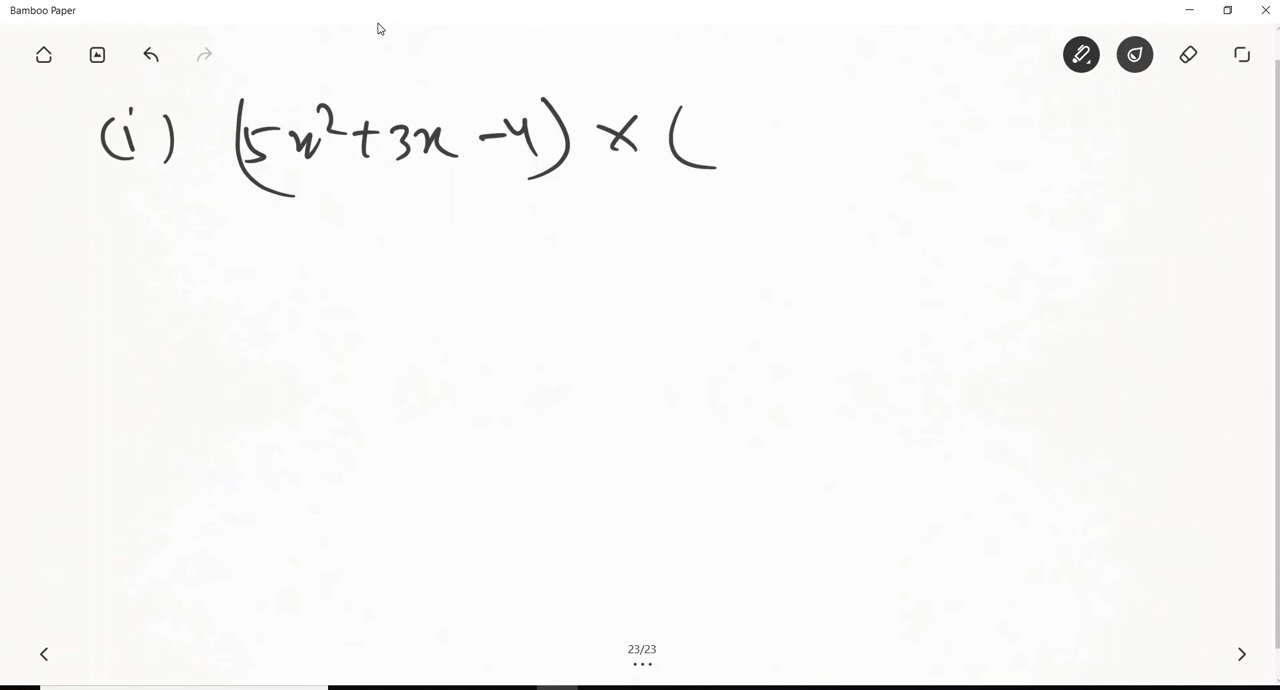 Bamboo Paper
(i) (5x²+3x-4) × (
23/23